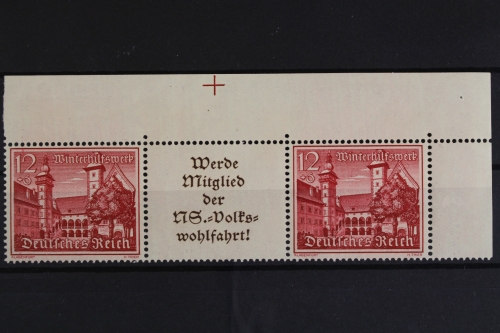 12
Winterhilfswerk
Deutsches Reich
Werde
Mitglied
der
NS.=Volks=
wohlfahrt!
12
Winterhilfswerk
Deutsches Reich